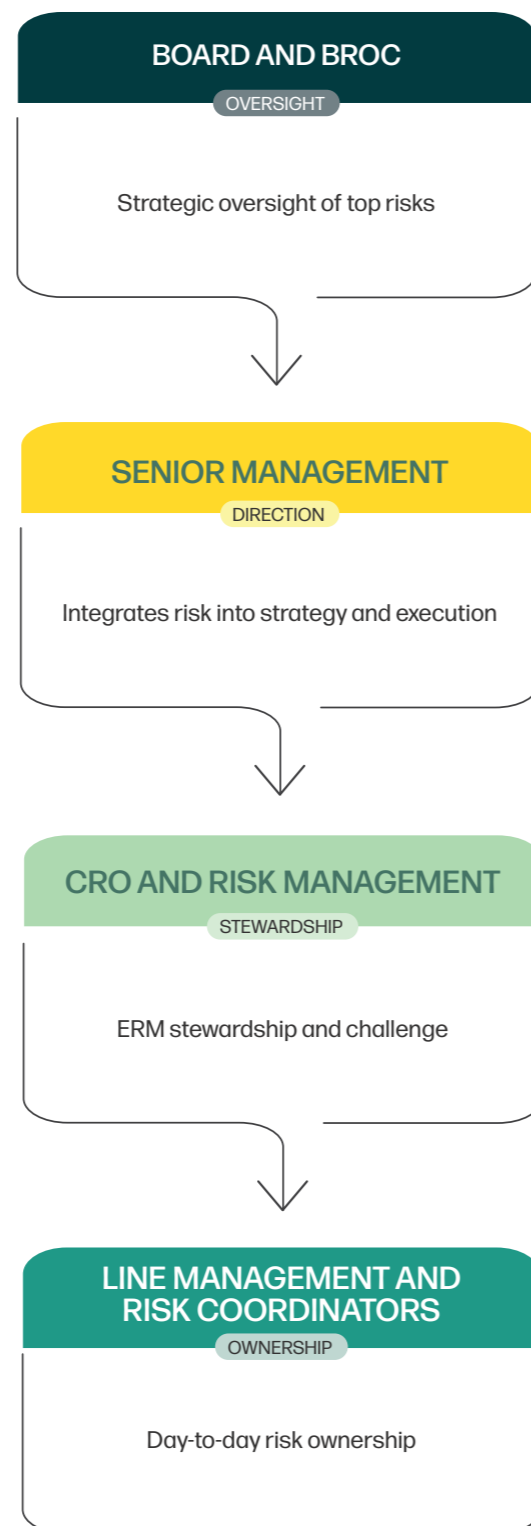 BOARD AND BROC
OVERSIGHT
Strategic oversight of top risks
SENIOR MANAGEMENT
DIRECTION
Integrates risk into strategy and execution
CRO AND RISK MANAGEMENT
STEWARDSHIP
ERM stewardship and challenge
LINE MANAGEMENT AND
RISK COORDINATORS
OWNERSHIP
Day-to-day risk ownership